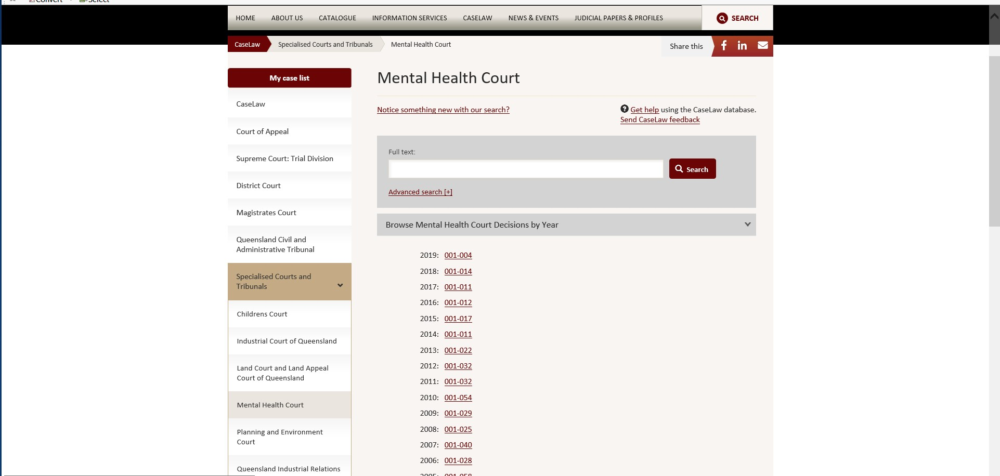 Convert
Select
HOME ABOUT US CATALOGUE INFORMATION SERVICES CASELAW NEWS & EVENTS JUDICIAL PAPERS & PROFILES SEARCH
CaseLaw Specialised Courts and Tribunals Mental Health Court
Share this
My case list
CaseLaw
Court of Appeal
Supreme Court: Trial Division
District Court
Magistrates Court
Queensland Civil and
Administrative Tribunal
Specialised Courts and
Tribunals
Childrens Court
Industrial Court of Queensland
Land Court and Land Appeal
Court of Queensland
Mental Health Court
Planning and Environment
Court
Queensland Industrial Relations
Mental Health Court
Notice something new with our search?
Get help using the CaseLaw database.
Send CaseLaw feedback
Full text:
Search
Advanced search [+]
Browse Mental Health Court Decisions by Year
2019: 001-004
2018: 001-014
2017: 001-011
2016: 001-012
2015: 001-017
2014: 001-011
2013: 001-022
2012: 001-032
2011: 001-032
2010: 001-054
2009: 001-029
2008: 001-025
2007: 001-040
2006: 001-028
2005: 001-058